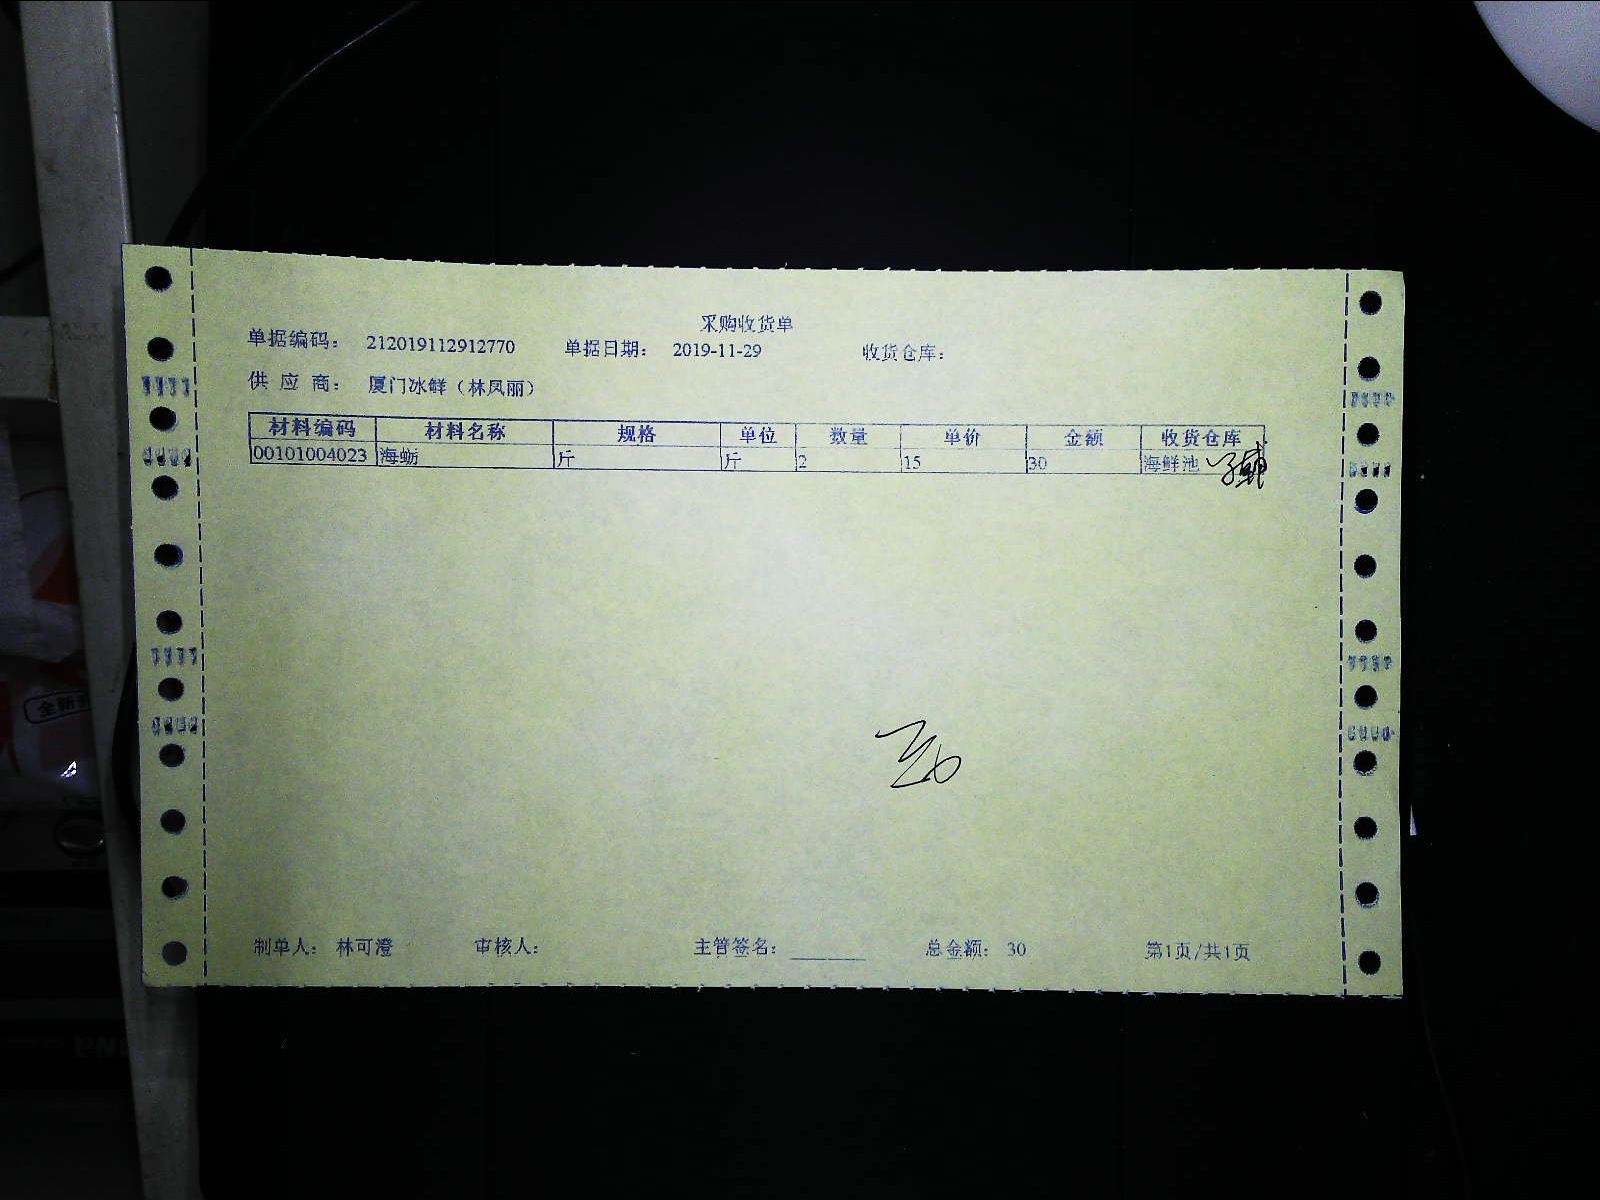 采购收货单
单据编码： 212019112912770 单据日期： 2019-11-29 收货仓库：
供 应 商： 厦门冰鲜（林凤丽）
材料编码 材料名称 规格 单位 数量 单价 金额 收货仓库
00101004023 海蛎 斤 斤 2 15 30 海鲜池
制单人： 林可澄 审核人： 主管签名： 总金额： 30 第1页/共1页